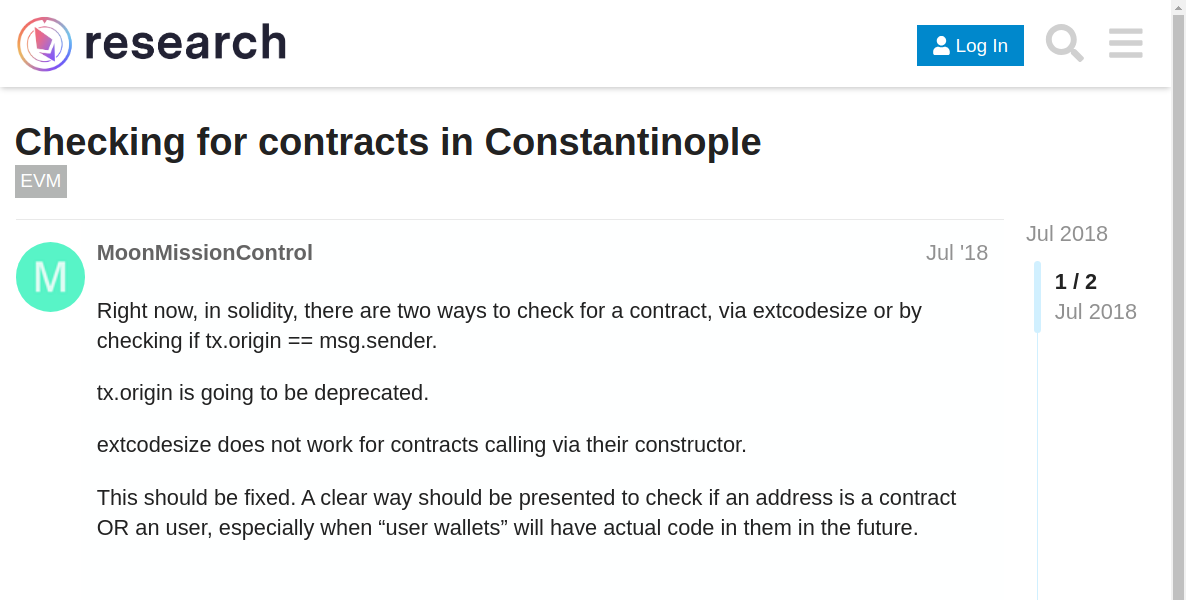 research
Log In
Checking for contracts in Constantinople
EVM
Jul 2018
M
MoonMissionControl
Jul '18
1 / 2
Jul 2018
Right now, in solidity, there are two ways to check for a contract, via extcodesize or by
checking if tx.origin == msg.sender.
tx.origin is going to be deprecated.
extcodesize does not work for contracts calling via their constructor.
This should be fixed. A clear way should be presented to check if an address is a contract
OR an user, especially when “user wallets” will have actual code in them in the future.